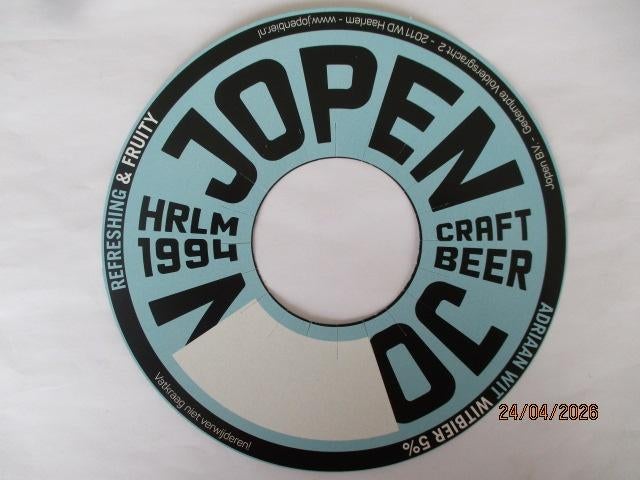 JOPEN
HRLM
1994
CRAFT
BEER
JO
N
REFRESHING & FRUITY
Jopen B.V. - Gedempte Voldersgracht 2 - 2011 WD Haarlem - www.jopenbier.nl
ADRIAAN WIT WITBIER 5%
Vatkraag niet verwijderen!
24/04/2026